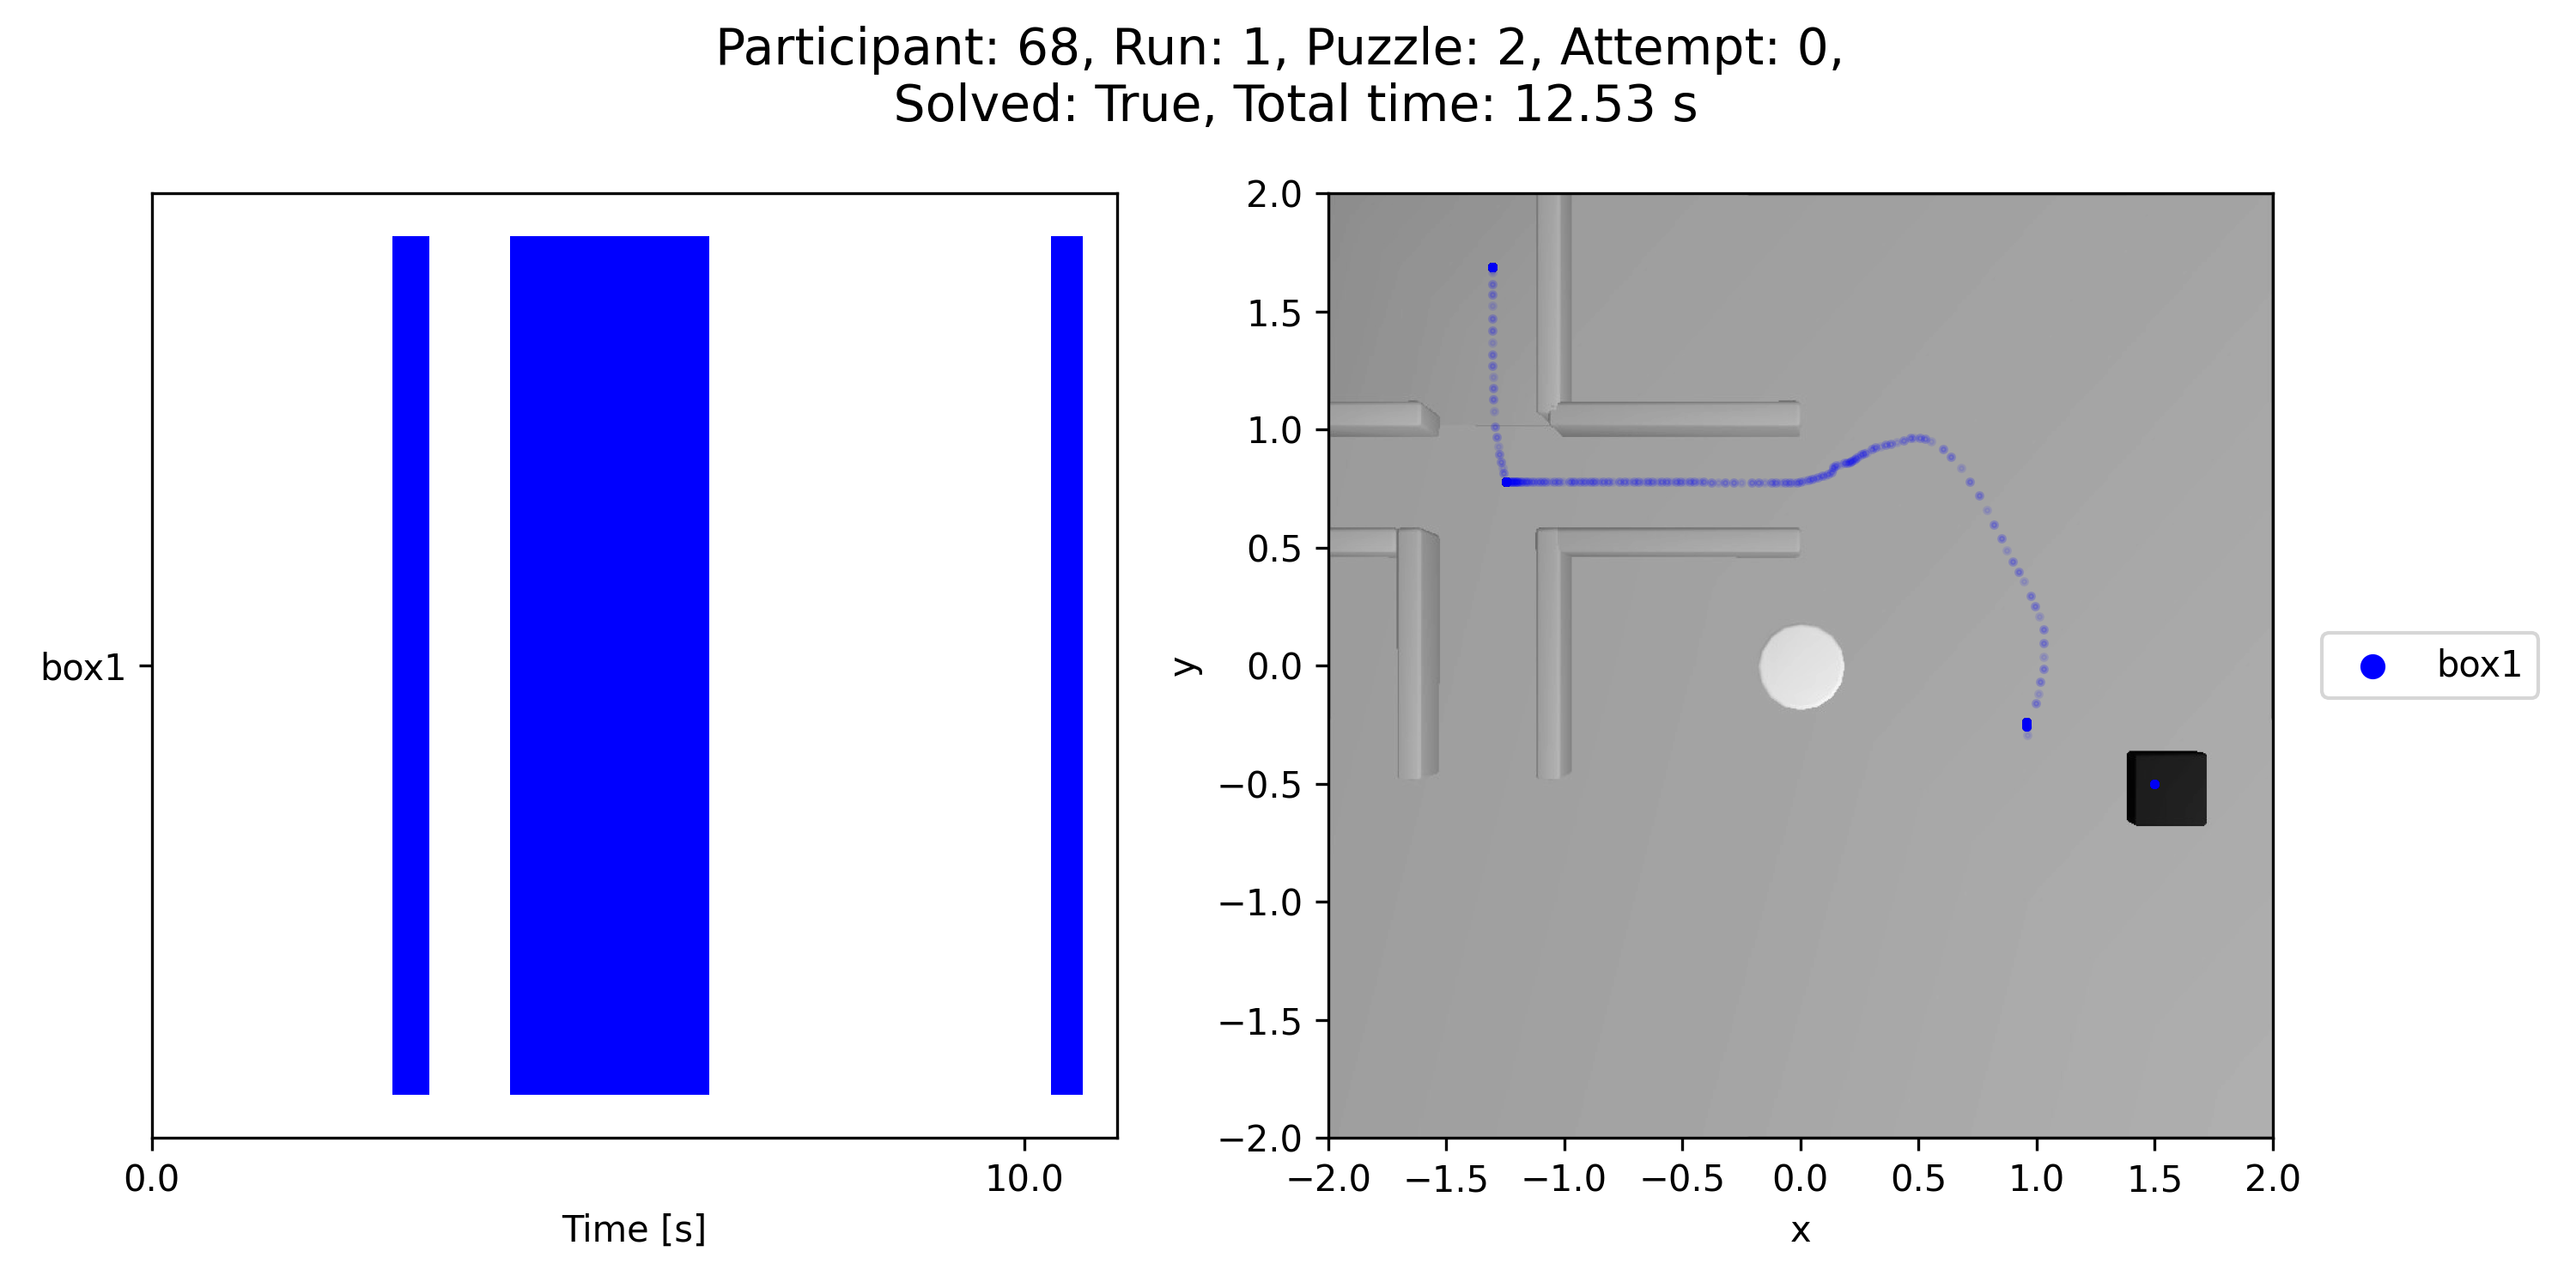 Participant: 68, Run: 1, Puzzle: 2, Attempt: 0,
Solved: True, Total time: 12.53 s
box1
0.0
10.0
Time [s]
2.0
1.5
1.0
0.5
0.0
−0.5
−1.0
−1.5
−2.0
y
−2.0 −1.5 −1.0 −0.5 0.0 0.5 1.0 1.5 2.0
x
box1